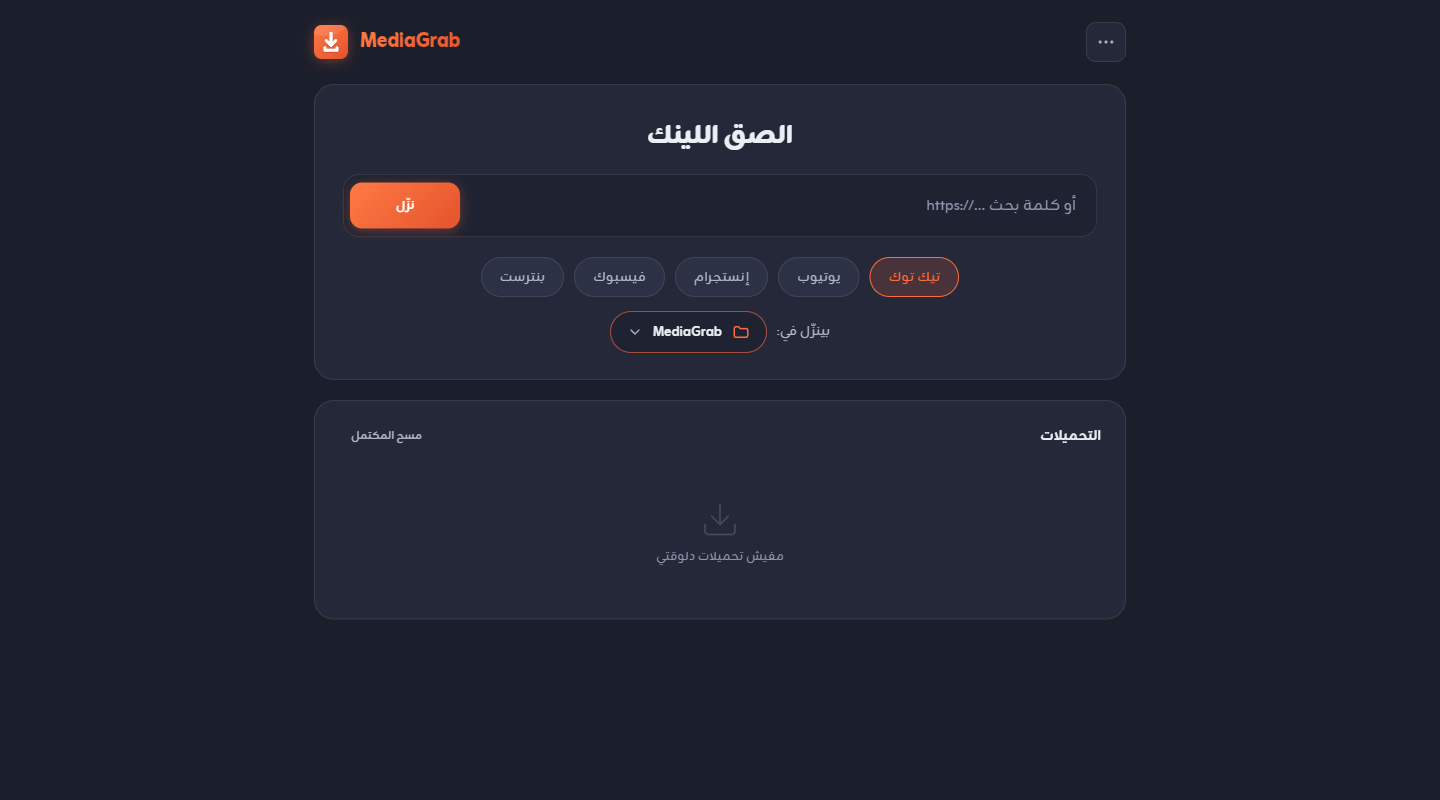 MediaGrab
الصق اللينك
أو كلمة بحث ...//:https
نزّل
تيك توك
يوتيوب
إنستجرام
فيسبوك
بنترست
بينزّل في:
MediaGrab
التحميلات
مسح المكتمل
مفيش تحميلات دلوقتي